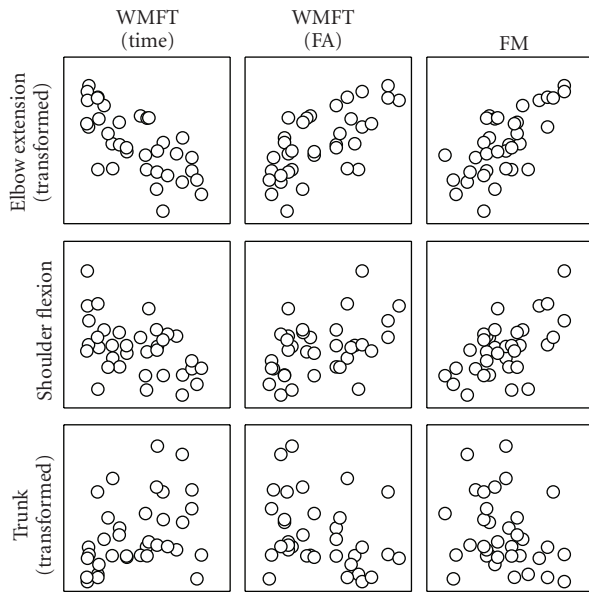 WMFT
(time)
WMFT
(FA)
FM
Elbow extension
(transformed)
Shoulder flexion
Trunk
(transformed)